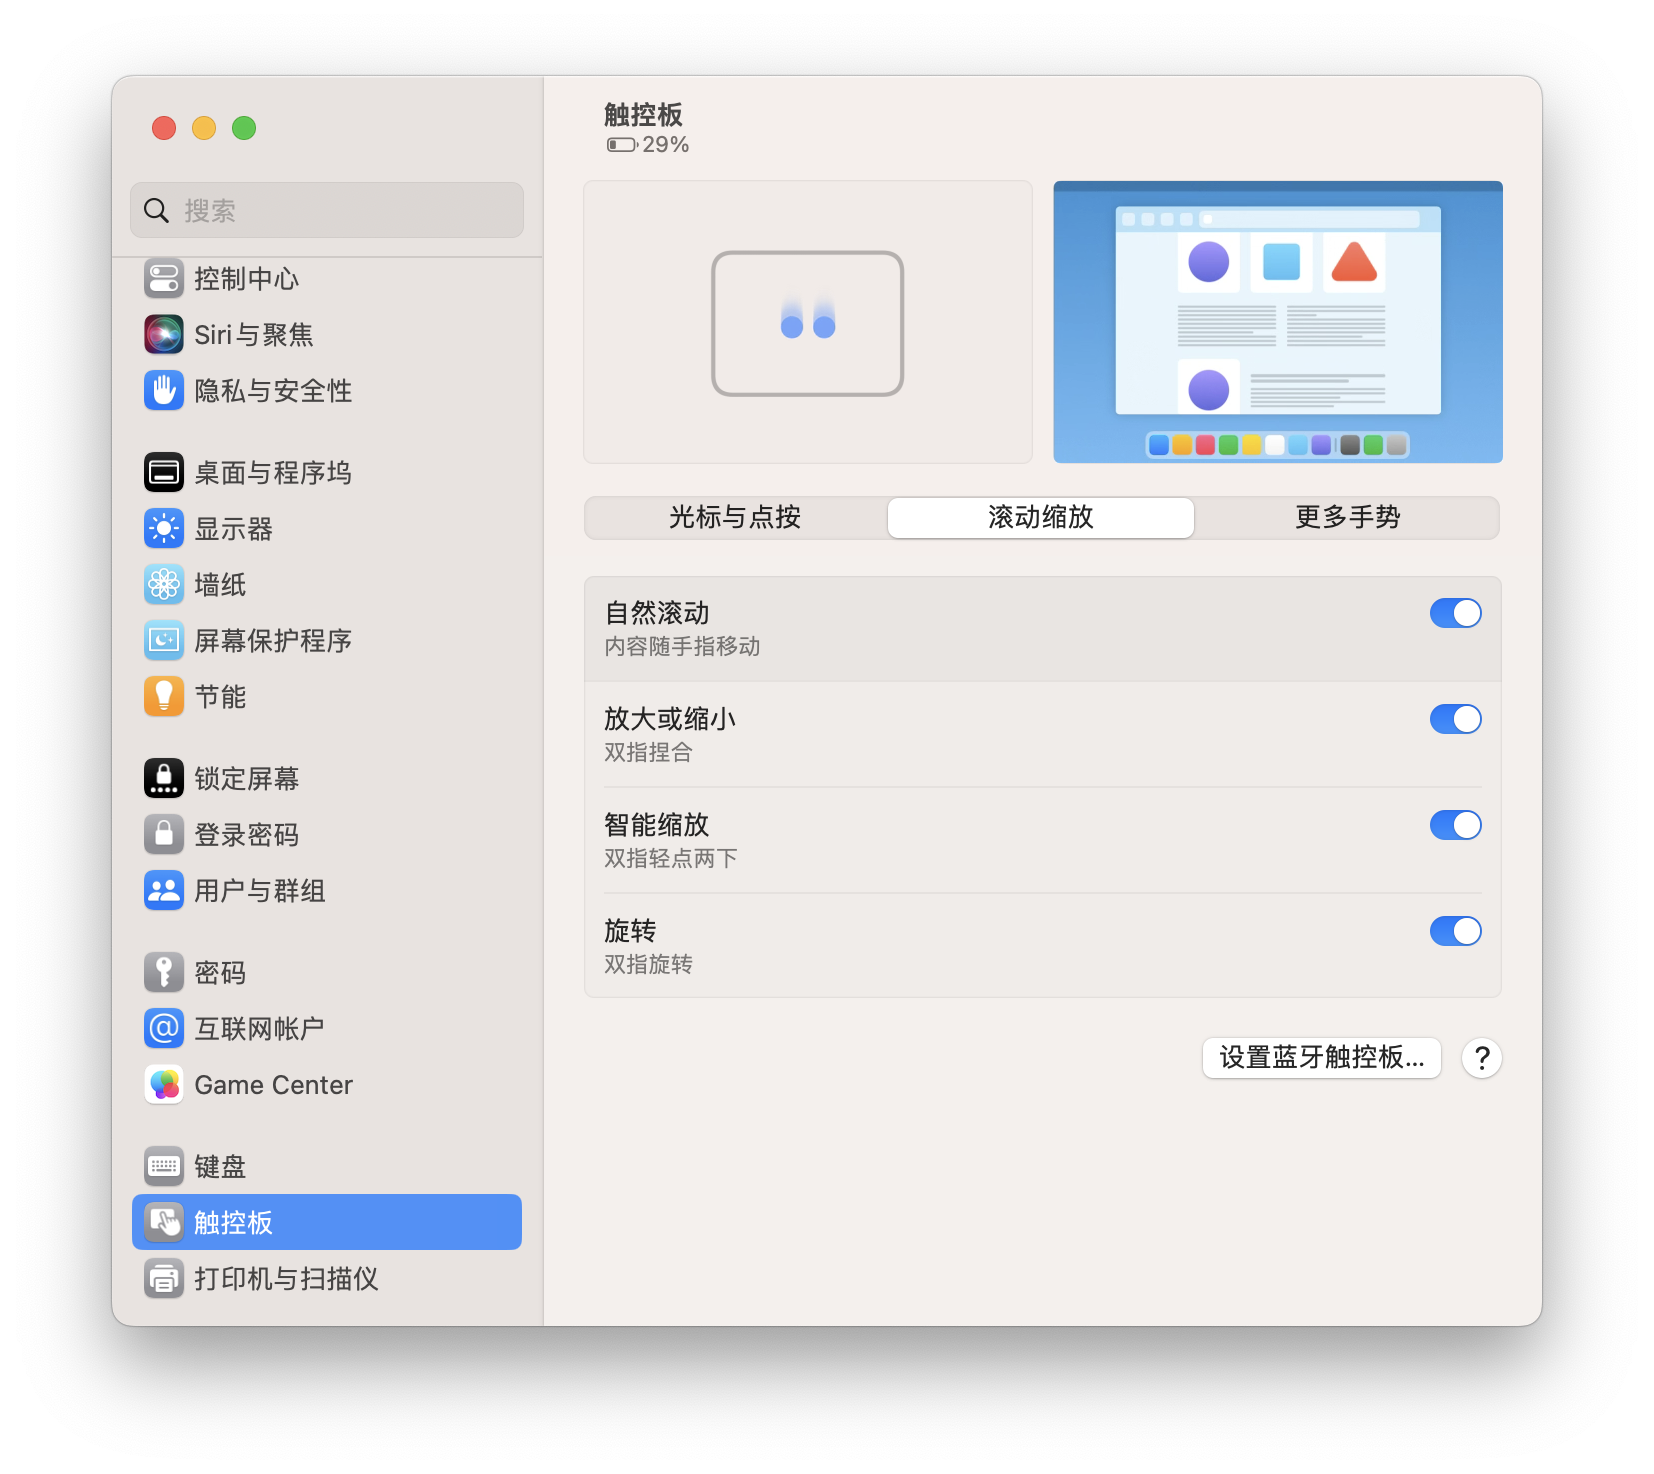 搜索
控制中心
Siri与聚焦
隐私与安全性
桌面与程序坞
显示器
墙纸
屏幕保护程序
节能
锁定屏幕
登录密码
用户与群组
密码
互联网帐户
Game Center
键盘
触控板
打印机与扫描仪
触控板
29%
光标与点按
滚动缩放
更多手势
自然滚动
内容随手指移动
放大或缩小
双指捏合
智能缩放
双指轻点两下
旋转
双指旋转
设置蓝牙触控板...
?